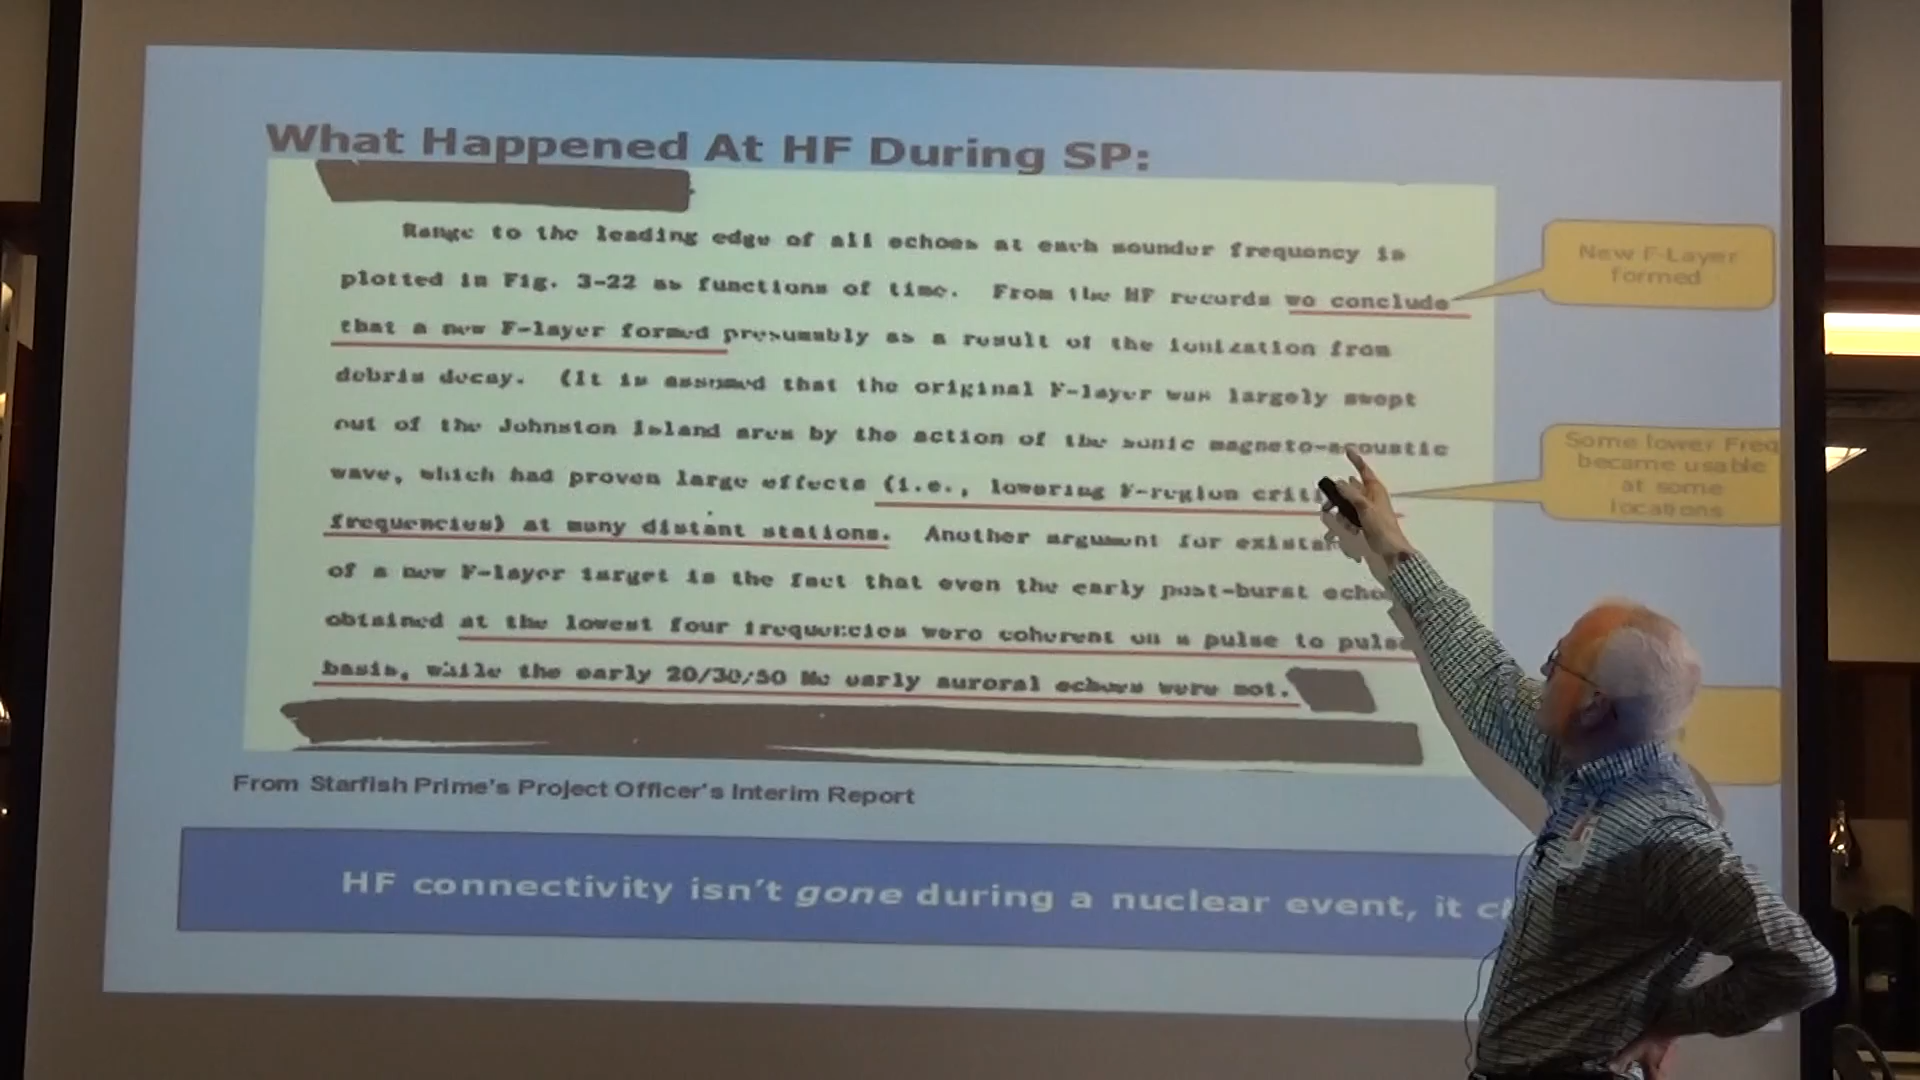 What Happened At HF During SP:
Range to the leading edge of all echoes at each sounder frequency is
plotted in Fig. 3-22 as functions of time. From the HF records we conclude
that a new F-layer formed presumably as a result of the ionization from
debris decay. (It is assumed that the original F-layer was largely swept
out of the Johnston Island area by the action of the sonic magneto-acoustic
wave, which had proven large effects (i.e., lowering F-region
frequencies) at many distant stations. Another argument for
of a new F-layer target is the fact that even the early post-burst
obtained at the lowest four frequencies were coherent on a pulse to
basis, while the early 20/30/50 Mc early auroral echoes were not.
New F-Layer
formed
Some lower Freq
became usable
at some
locations
From Starfish Prime's Project Officer's Interim Report
HF connectivity isn't gone during a nuclear event, it